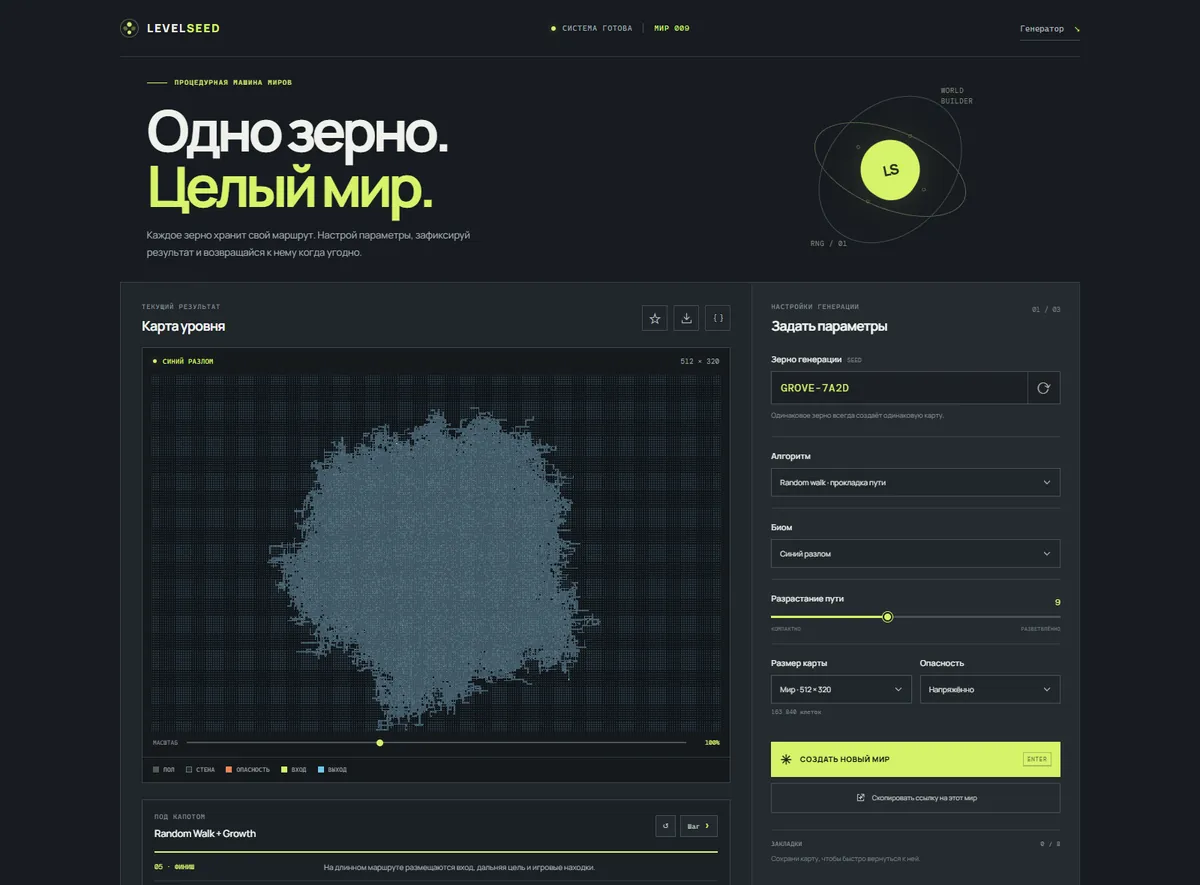 LEVELSEED
СИСТЕМА ГОТОВА
МИР 009
Генератор ↘
ПРОЦЕДУРНАЯ МАШИНА МИРОВ
Одно зерно.
Целый мир.
Каждое зерно хранит свой маршрут. Настрой параметры, зафиксируй
результат и возвращайся к нему когда угодно.
WORLD
BUILDER
LS
RNG / 01
ТЕКУЩИЙ РЕЗУЛЬТАТ
Карта уровня
{ }
СИНИЙ РАЗЛОМ
512 × 320
МАСШТАБ
100%
ПОЛ
СТЕНА
ОПАСНОСТЬ
ВХОД
ВЫХОД
ПОД КАПОТОМ
Random Walk + Growth
↺
Шаг ›
05 · ФИНИШ
На длинном маршруте размещаются вход, дальняя цель и игровые находки.
НАСТРОЙКИ ГЕНЕРАЦИИ
01 / 03
Задать параметры
Зерно генерации SEED
GROVE-7A2D
Одинаковое зерно всегда создаёт одинаковую карту.
Алгоритм
Random walk · прокладка пути
Биом
Синий разлом
Разрастание пути
9
КОМПАКТНО
РАЗВЕТВЛЁННО
Размер карты
Опасность
Мир · 512 × 320
Напряжённо
163 840 клеток
СОЗДАТЬ НОВЫЙ МИР
ENTER
Скопировать ссылку на этот мир
ЗАКЛАДКИ
0 / 8
Сохрани карту, чтобы быстро вернуться к ней.